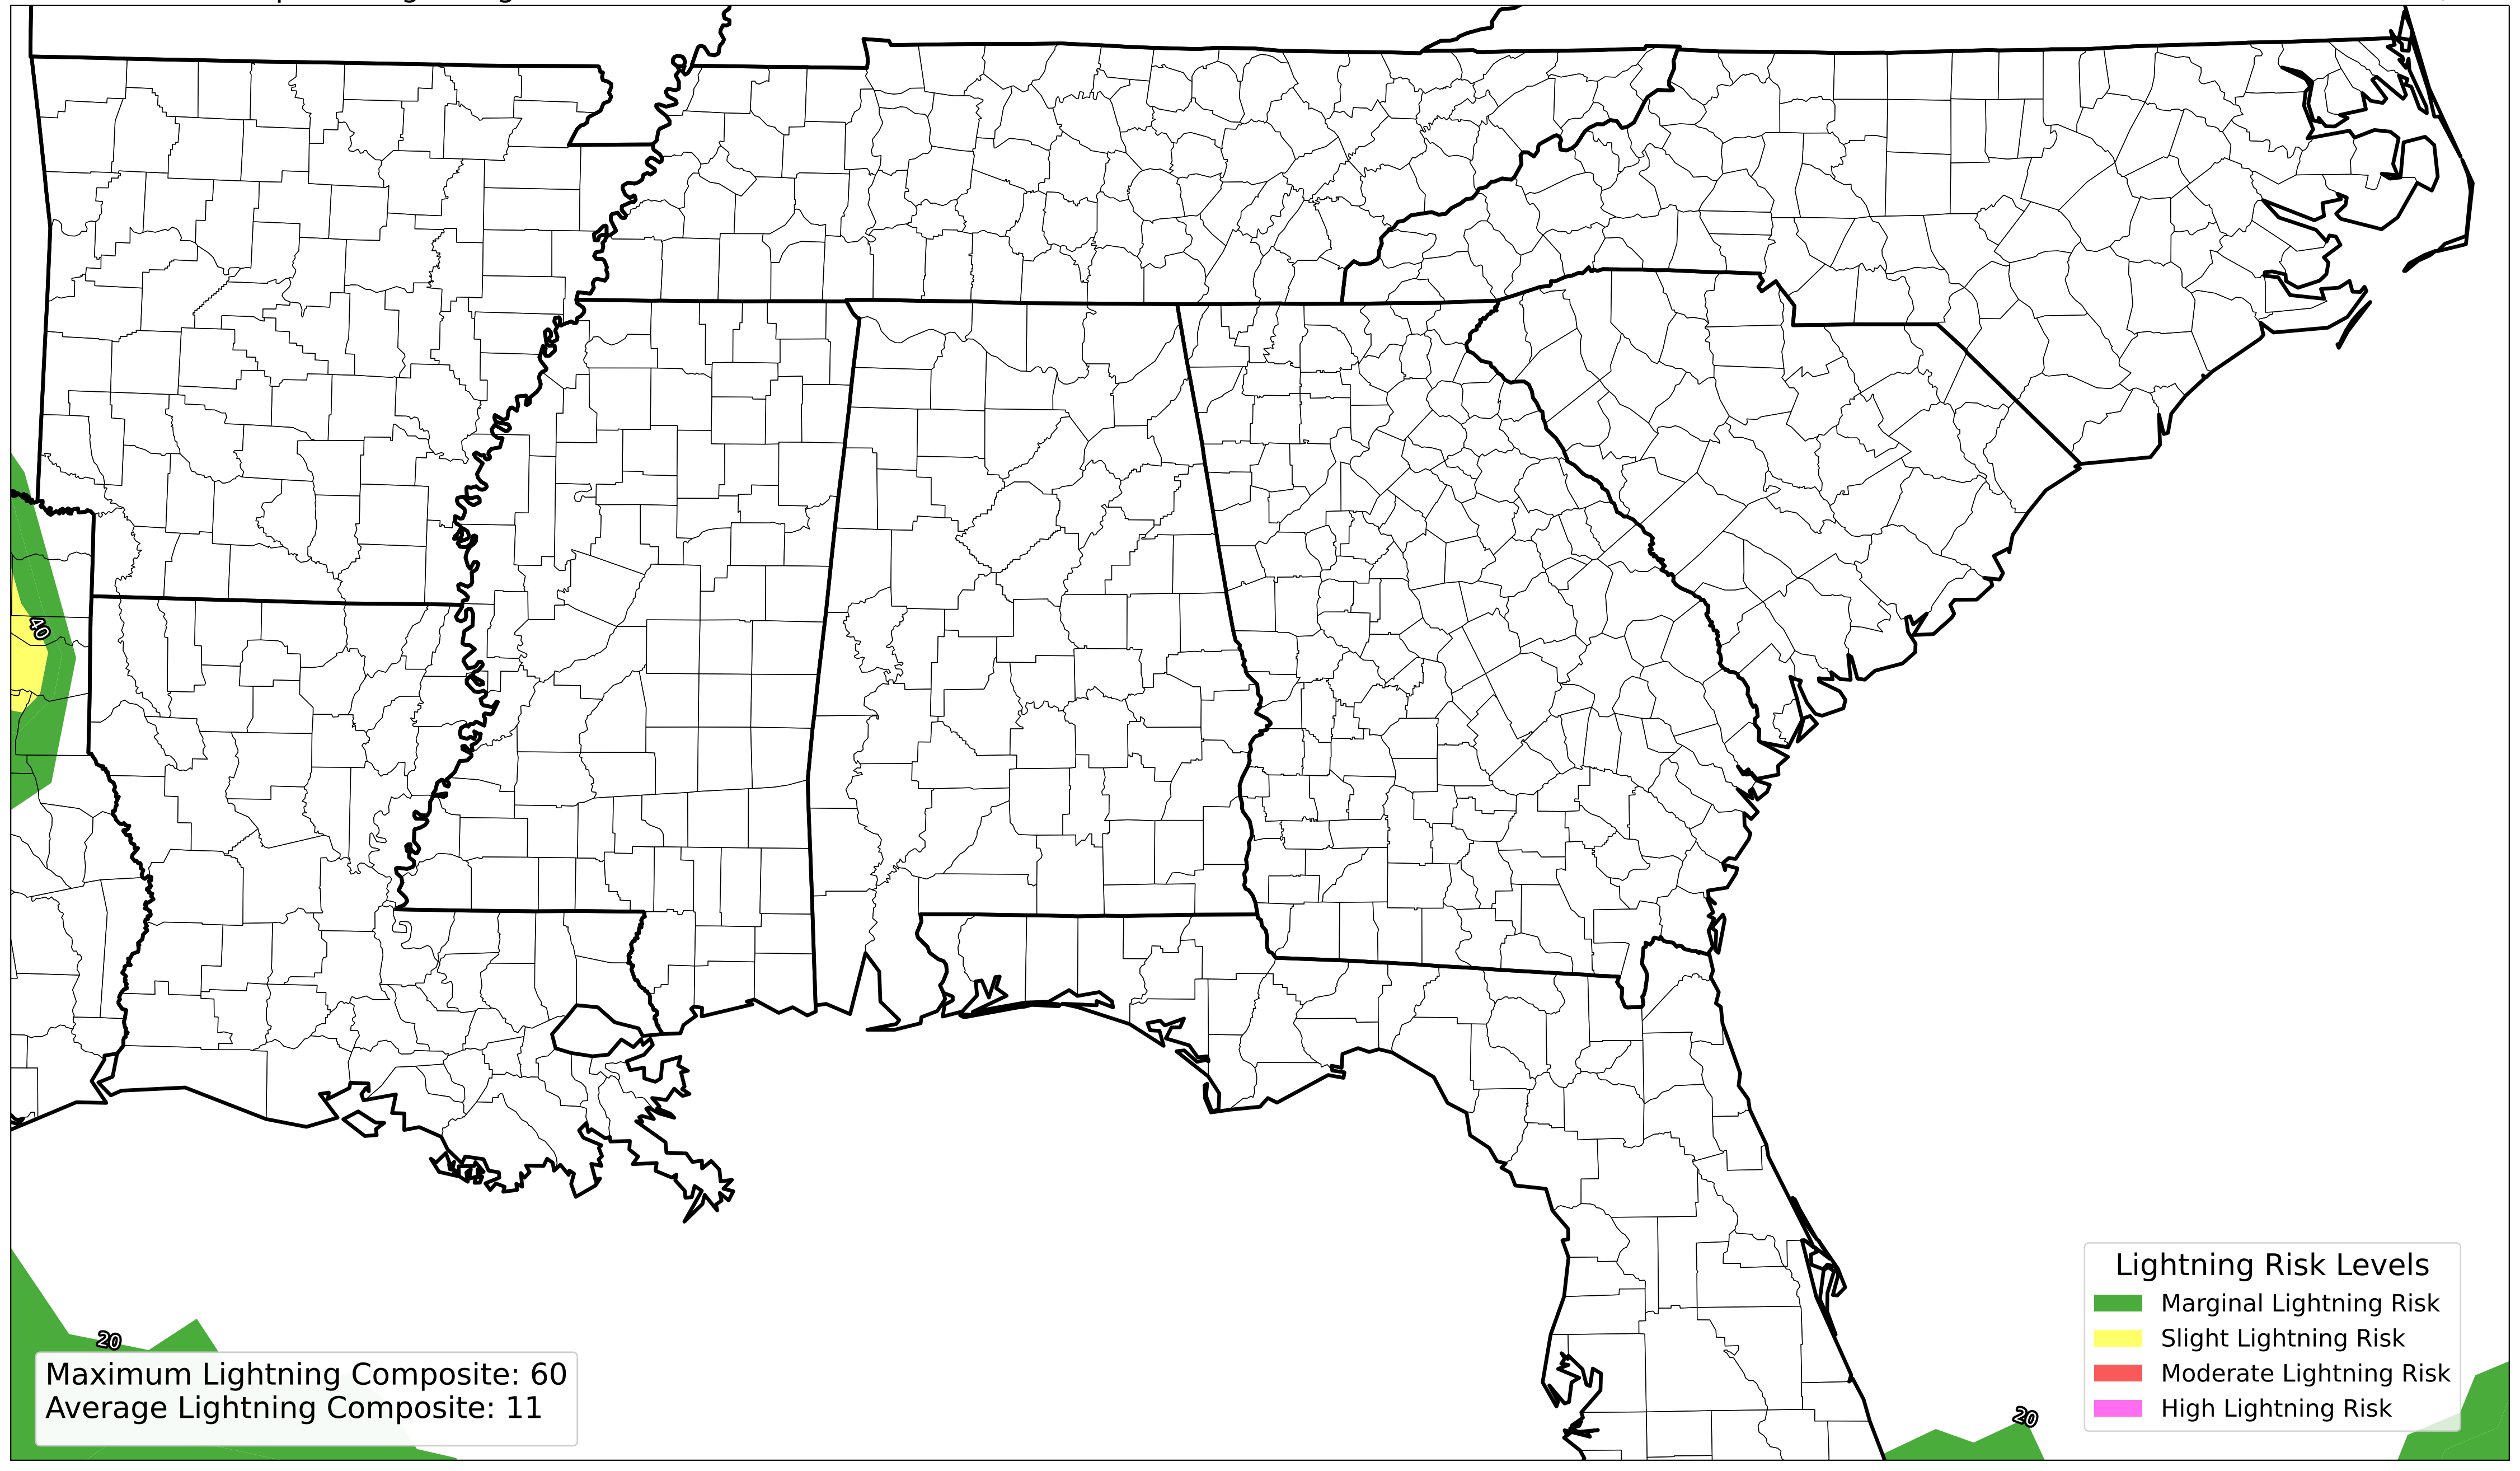 40
20
Maximum Lightning Composite: 60
Average Lightning Composite: 11
20
Lightning Risk Levels
Marginal Lightning Risk
Slight Lightning Risk
Moderate Lightning Risk
High Lightning Risk